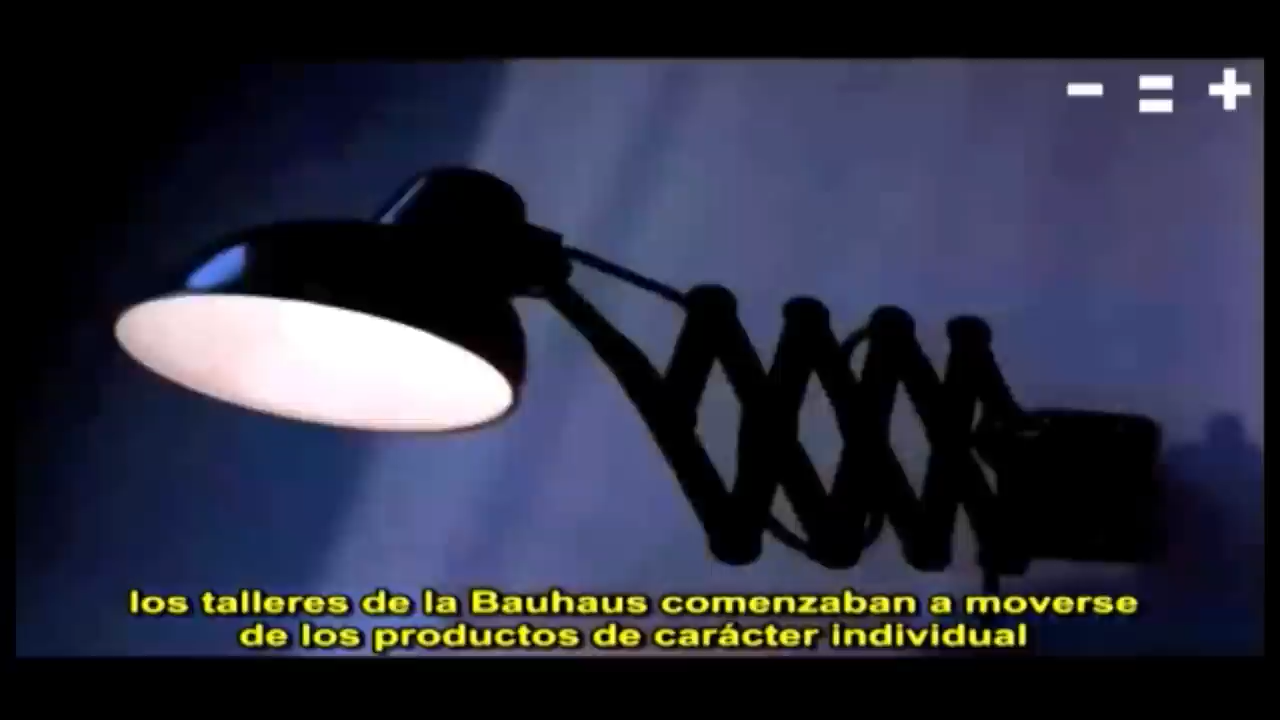 − = +
los talleres de la Bauhaus comenzaban a moverse
de los productos de carácter individual